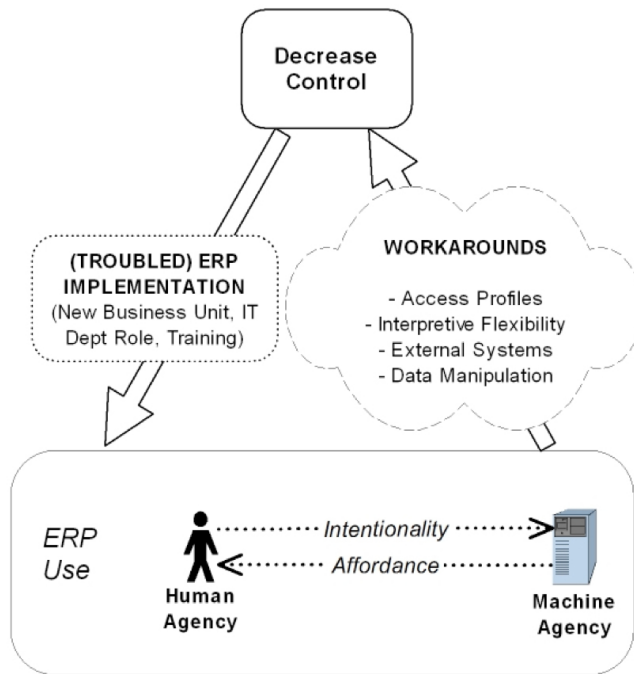 Decrease
Control
(TROUBLED) ERP
IMPLEMENTATION
(New Business Unit, IT
Dept Role, Training)
WORKAROUNDS
- Access Profiles
- Interpretive Flexibility
- External Systems
- Data Manipulation
ERP
Use
Intentionality
Affordance
Human
Agency
Machine
Agency